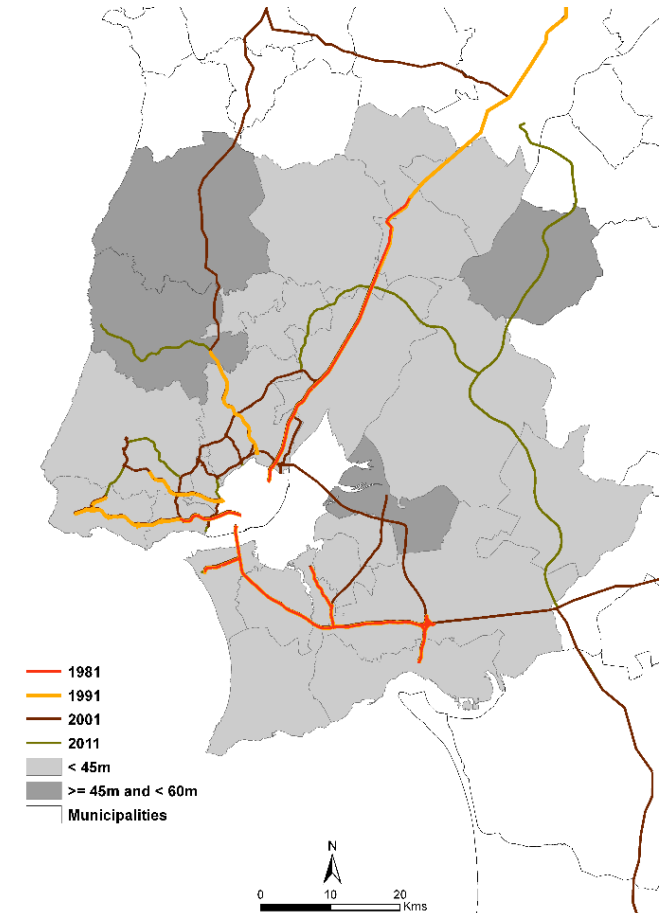 1981
1991
2001
2011
< 45m
>= 45m and < 60m
Municipalities
N
0 10 20
Kms